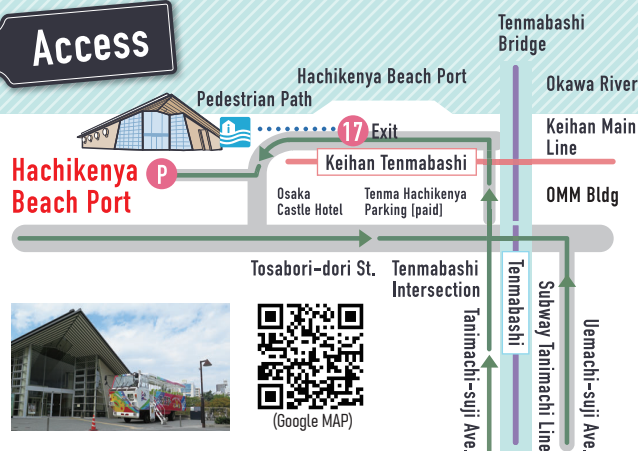 Access
Tenmabashi
Bridge
Hachikenya Beach Port
Okawa River
Pedestrian Path
17 Exit
Keihan Main
Line
Keihan Tenmabashi
Hachikenya
Beach Port
P
Osaka
Castle Hotel
Tenma Hachikenya
Parking [paid]
OMM Bldg
Tosabori-dori St.
Tenmabashi
Intersection
Tenmabashi
Tanimachi-suji Ave.
Subway Tanimachi Line
Uemachi-suji Ave.
(Google MAP)